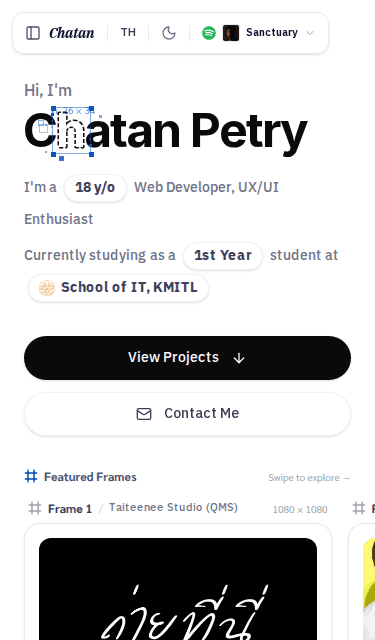 Chatan TH Sanctuary
Hi, I'm
Chatan Petry
I'm a 18 y/o Web Developer, UX/UI
Enthusiast
Currently studying as a 1st Year student at
School of IT, KMITL
View Projects ↓
Contact Me
Featured Frames Swipe to explore →
Frame 1 / Taiteenee Studio (QMS) 1080 × 1080
ถ่ายที่นี่